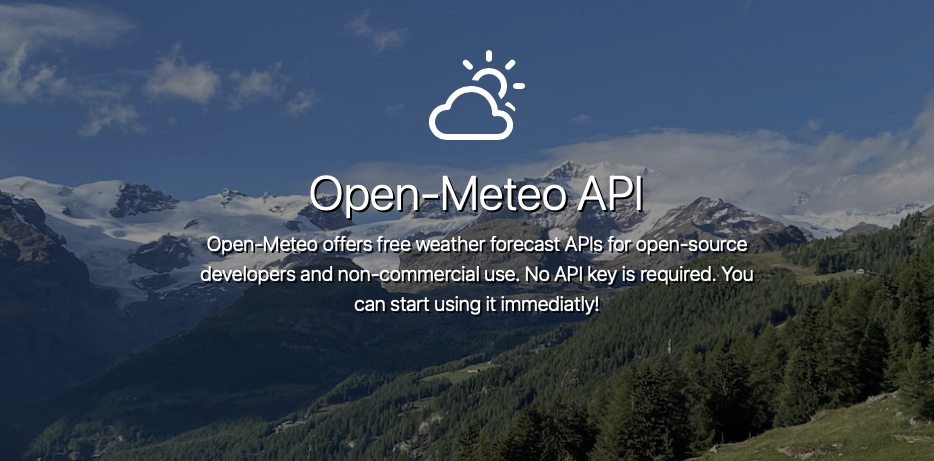 Open-Meteo API
Open-Meteo offers free weather forecast APIs for open-source
developers and non-commercial use. No API key is required. You
can start using it immediatly!